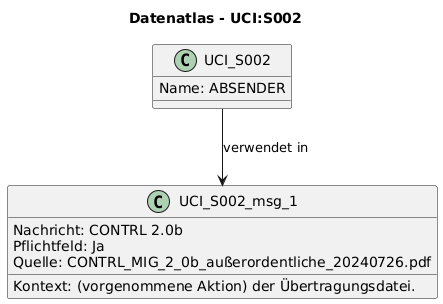 Datenatlas - UCI:S002
C UCI_S002
Name: ABSENDER
verwendet in
C UCI_S002_msg_1
Nachricht: CONTRL 2.0b
Pflichtfeld: Ja
Quelle: CONTRL_MIG_2_0b_außerordentliche_20240726.pdf
Kontext: (vorgenommene Aktion) der Übertragungsdatei.